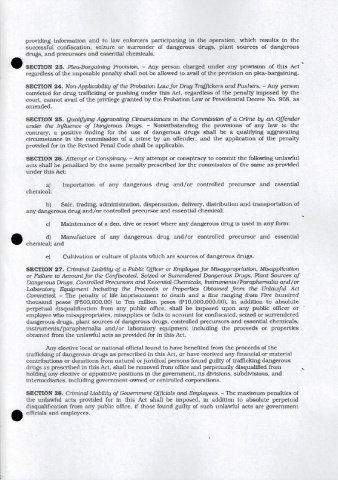 providing information and to law enforcers participating in the operation, which results in the
successful confiscation, seizure or surrender of dangerous drugs, plant sources of dangerous
drugs, and precursors and essential chemicals.
SECTION 23. Plea-Bargaining Provision. – Any person charged under any provision of this Act
regardless of the imposable penalty shall not be allowed to avail of the provision on plea-bargaining.
SECTION 24. Non-Applicability of the Probation Law for Drug Traffickers and Pushers. – Any person
convicted for drug trafficking or pushing under this Act, regardless of the penalty imposed by the
court, cannot avail of the privilege granted by the Probation Law or Presidential Decree No. 968, as
amended.
SECTION 25. Qualifying Aggravating Circumstances in the Commission of a Crime by an Offender
under the Influence of Dangerous Drugs. – Notwithstanding the provisions of any law to the
contrary, a positive finding for the use of dangerous drugs shall be a qualifying aggravating
circumstance in the commission of a crime by an offender, and the application of the penalty
provided for in the Revised Penal Code shall be applicable.
SECTION 26. Attempt or Conspiracy. – Any attempt or conspiracy to commit the following unlawful
acts shall be penalized by the same penalty prescribed for the commission of the same as provided
under this Act:
a) Importation of any dangerous drug and/or controlled precursor and essential
chemical;
b) Sale, trading, administration, dispensation, delivery, distribution and transportation of
any dangerous drug and/or controlled precursor and essential chemical;
c) Maintenance of a den, dive or resort where any dangerous drug is used in any form;
d) Manufacture of any dangerous drug and/or controlled precursor and essential
chemical; and
e) Cultivation or culture of plants which are sources of dangerous drugs.
SECTION 27. Criminal Liability of a Public Officer or Employee for Misappropriation, Misapplication
or Failure to Account for the Confiscated, Seized or Surrendered Dangerous Drugs, Plant Sources of
Dangerous Drugs, Controlled Precursors and Essential Chemicals, Instruments/Paraphernalia and/or
Laboratory Equipment Including the Proceeds or Properties Obtained from the Unlawful Act
Committed. – The penalty of life imprisonment to death and a fine ranging from Five hundred
thousand pesos (P500,000.00) to Ten million pesos (P10,000,000.00), in addition to absolute
perpetual disqualification from any public office, shall be imposed upon any public officer or
employee who misappropriates, misapplies or fails to account for confiscated, seized or surrendered
dangerous drugs, plant sources of dangerous drugs, controlled precursors and essential chemicals,
instruments/paraphernalia and/or laboratory equipment including the proceeds or properties
obtained from the unlawful acts as provided for in this Act.
Any elective local or national official found to have benefited from the proceeds of the
trafficking of dangerous drugs as prescribed in this Act, or have received any financial or material
contributions or donations from natural or juridical persons found guilty of trafficking dangerous
drugs as prescribed in this Act, shall be removed from office and perpetually disqualified from
holding any elective or appointive positions in the government, its divisions, subdivisions, and
intermediaries, including government-owned or controlled corporations.
SECTION 28. Criminal Liability of Government Officials and Employees. – The maximum penalties of
the unlawful acts provided for in this Act shall be imposed, in addition to absolute perpetual
disqualification from any public office, if those found guilty of such unlawful acts are government
officials and employees.